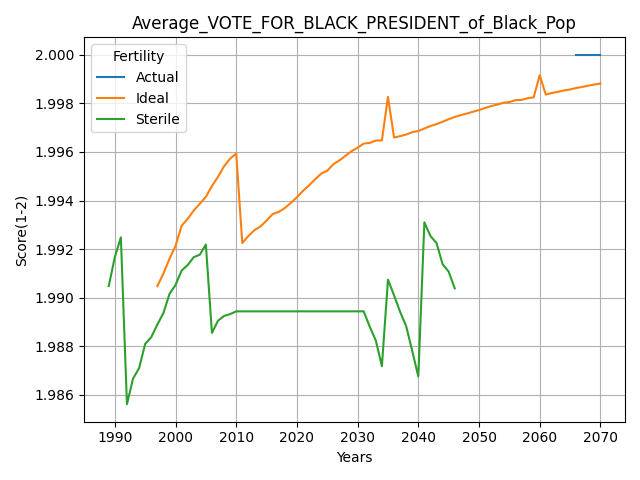 Average_VOTE_FOR_BLACK_PRESIDENT_of_Black_Pop
Fertility
Actual
Ideal
Sterile
Score(1-2)
2.000
1.998
1.996
1.994
1.992
1.990
1.988
1.986
1990 2000 2010 2020 2030 2040 2050 2060 2070
Years